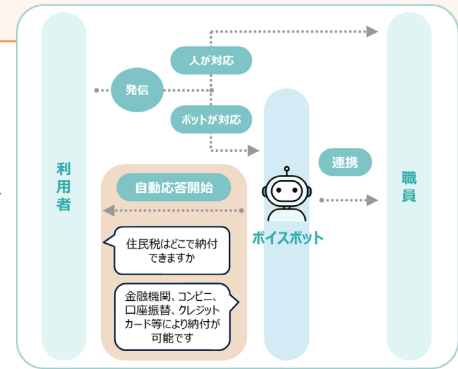 人が対応
発信
ボットが対応
利用者
自動応答開始
連携
職員
ボイスボット
住民税はどこで納付
できますか
金融機関、コンビニ、
口座振替、クレジット
カード等により納付が
可能です